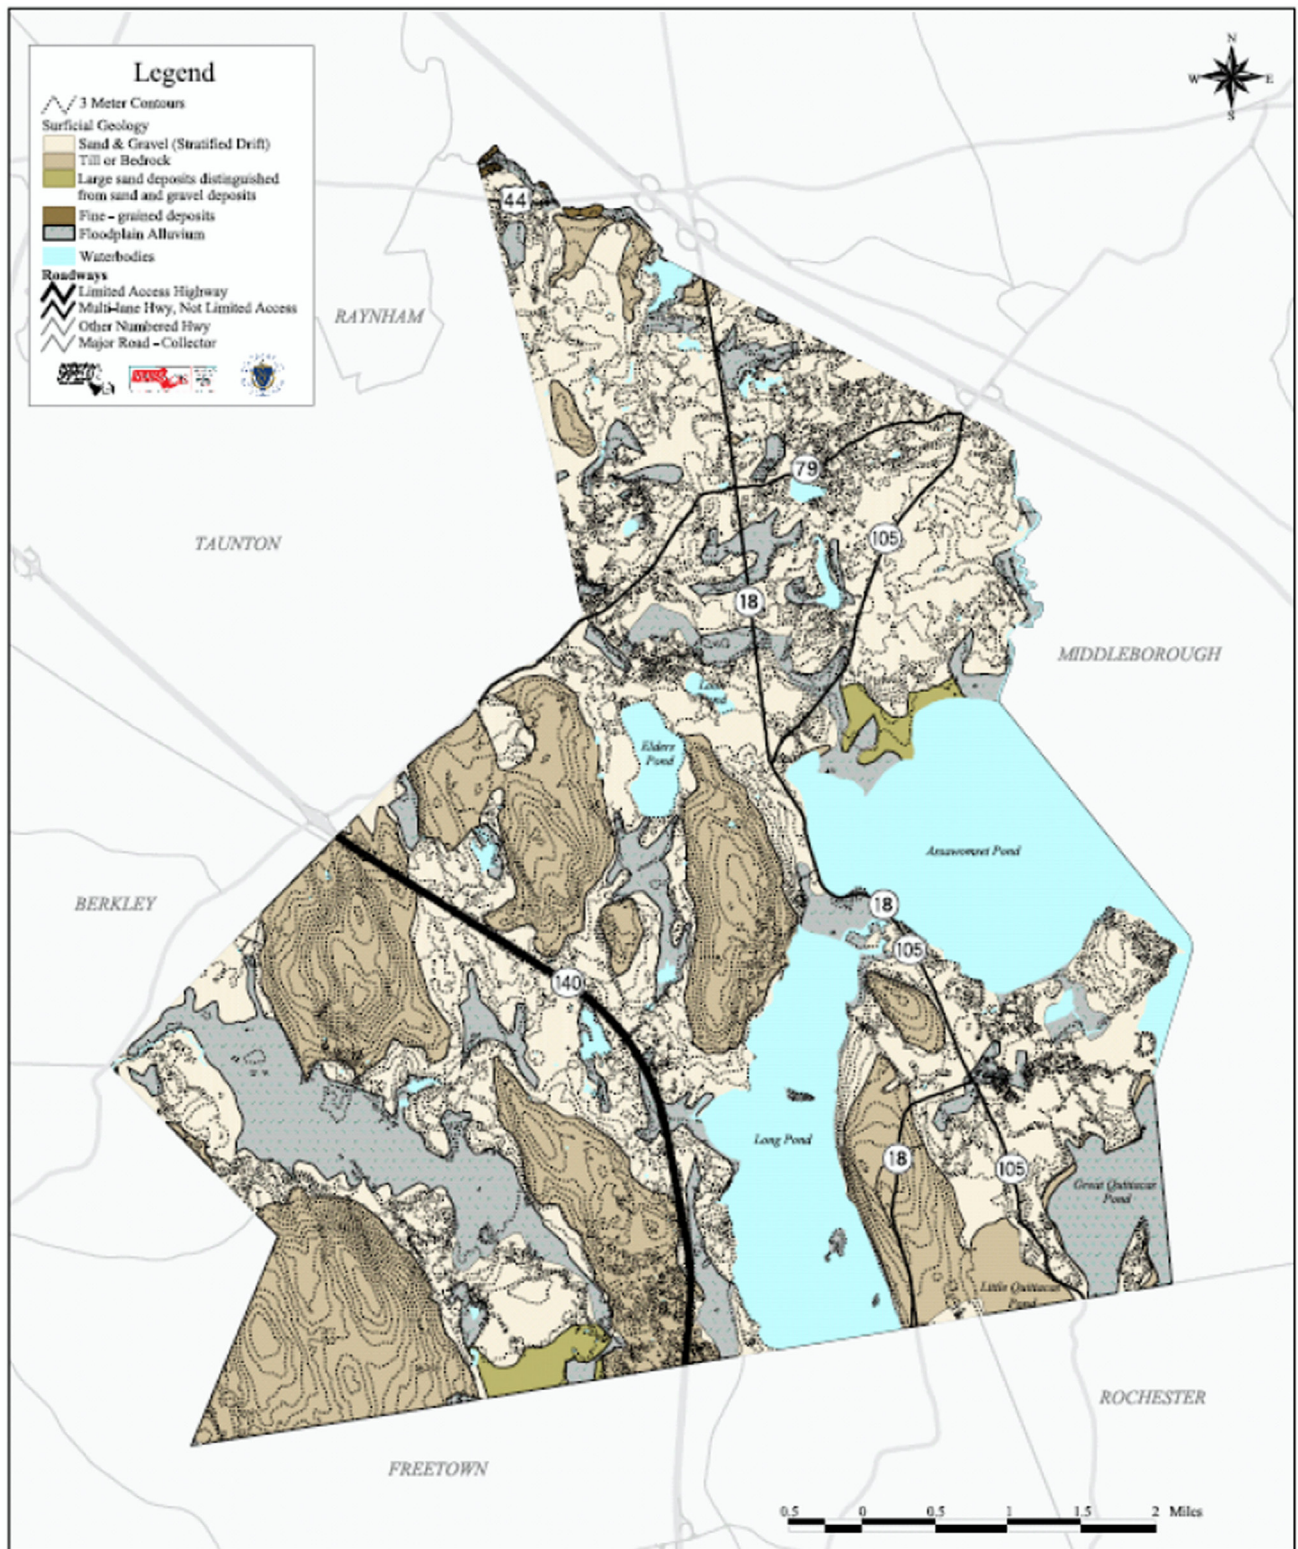 N
W E
S
Legend
3 Meter Contours
Surficial Geology
Sand & Gravel (Stratified Drift)
Till or Bedrock
Large sand deposits distinguished
from sand and gravel deposits
Fine - grained deposits
Floodplain Alluvium
Waterbodies
Roadways
Limited Access Highway
Multi-lane Hwy, Not Limited Access
Other Numbered Hwy
Major Road - Collector
44
RAYNHAM
79
TAUNTON
105
18
MIDDLEBOROUGH
Pond
Elders
Pond
Assawomset Pond
BERKLEY
18
105
140
Long Pond
18
105
Great Quittacas
Pond
Little Quittacas
Pond
ROCHESTER
FREETOWN
0.5 0 0.5 1 1.5 2 Miles